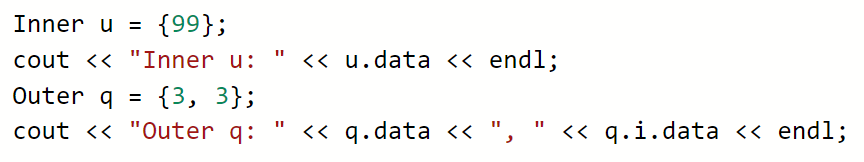 Inner u = {99};
cout << "Inner u: " << u.data << endl;
Outer q = {3, 3};
cout << "Outer q: " << q.data << ", " << q.i.data << endl;